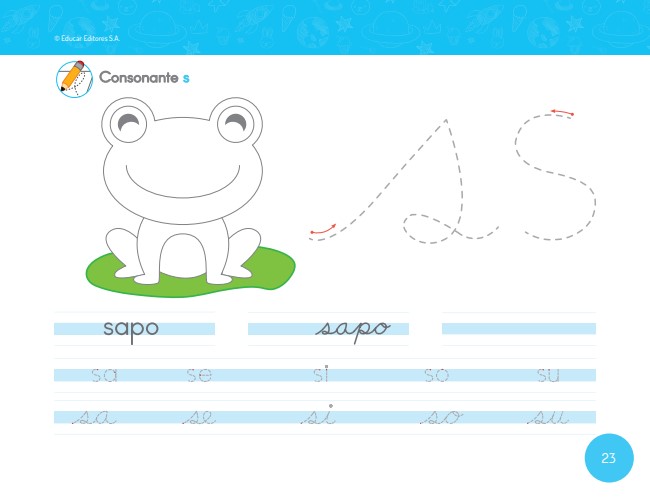 © Educar Editores S.A.
Consonante s
s s
sapo sapo
sa se si so su
sa se si so su
23